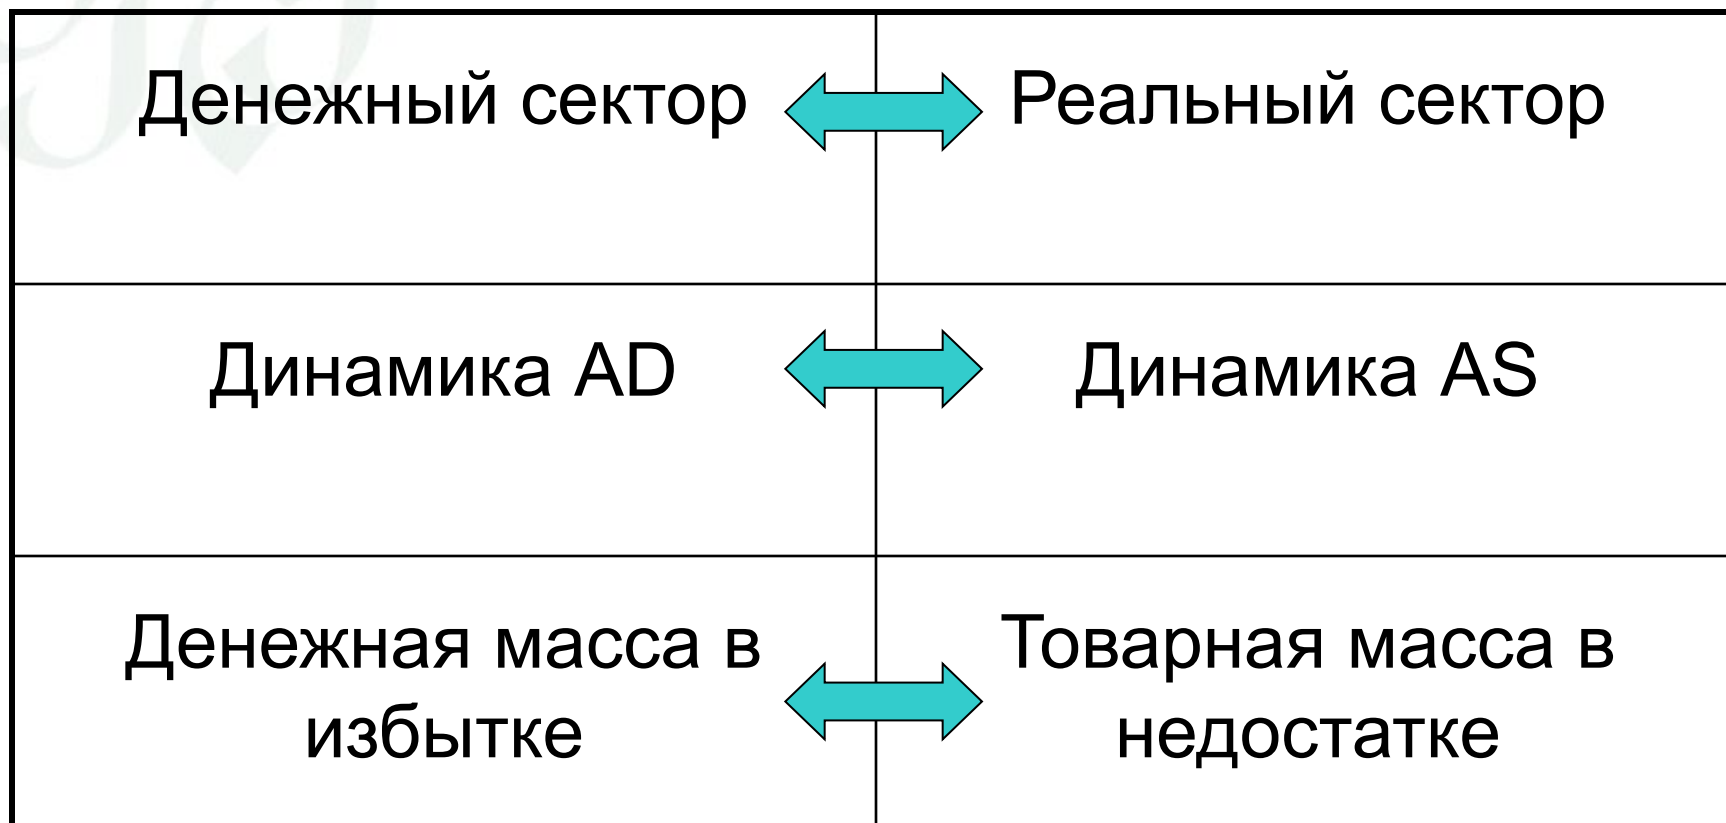 Денежный сектор
Реальный сектор
Динамика AD
Динамика AS
Денежная масса в
избытке
Товарная масса в
недостатке